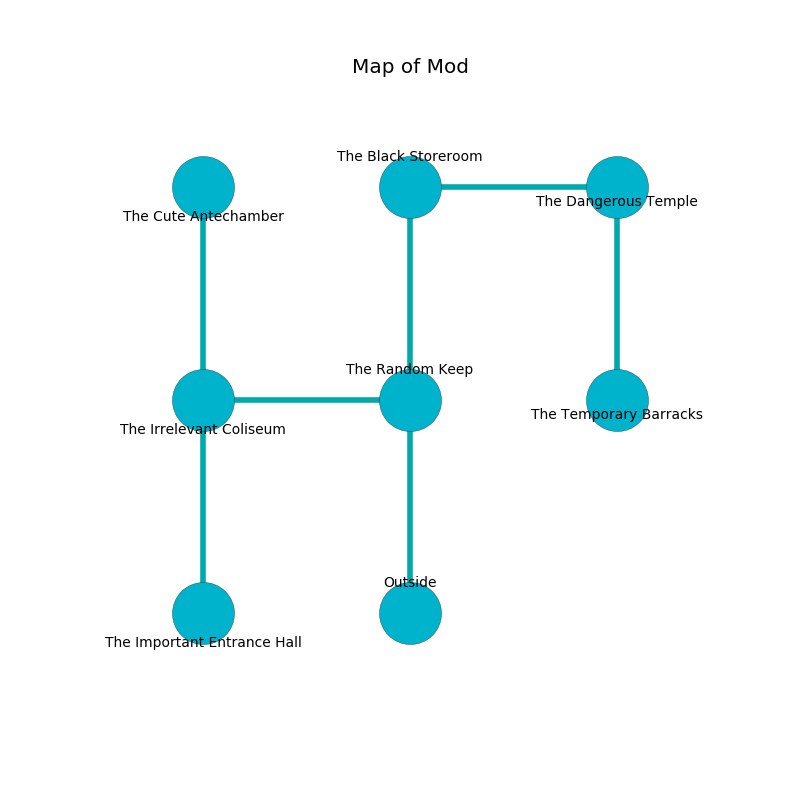 Map of Mod
The Black Storeroom
The Dangerous Temple
The Cute Antechamber
The Random Keep
The Temporary Barracks
The Irrelevant Coliseum
Outside
The Important Entrance Hall